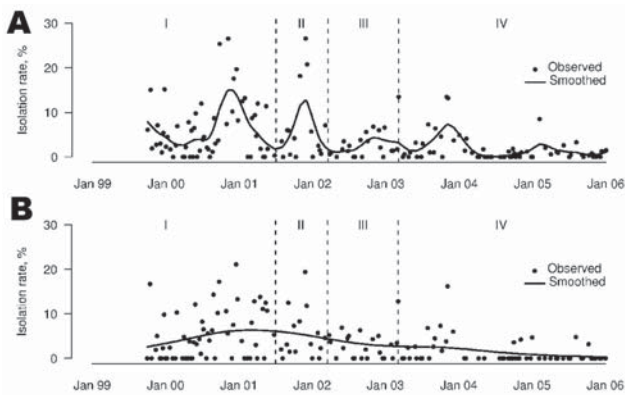 A
I II III IV
30
20
10
0
Isolation rate, %
Observed
Smoothed
Jan 99 Jan 00 Jan 01 Jan 02 Jan 03 Jan 04 Jan 05 Jan 06
B
I II III IV
30
20
10
0
Isolation rate, %
Observed
Smoothed
Jan 99 Jan 00 Jan 01 Jan 02 Jan 03 Jan 04 Jan 05 Jan 06